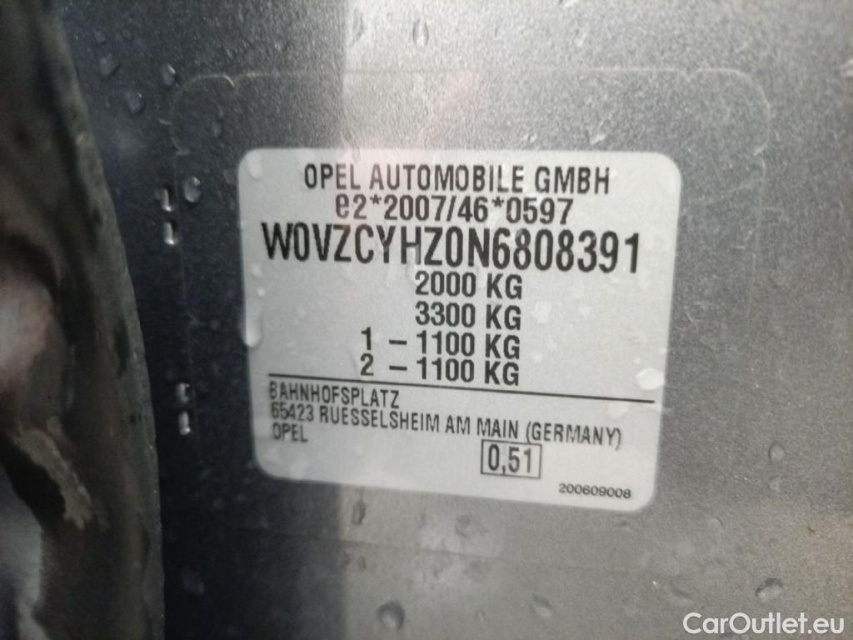 OPEL AUTOMOBILE GMBH
e2*2007/46*0597
W0VZCYHZ0N6808391
2000 KG
3300 KG
1 – 1100 KG
2 – 1100 KG
BAHNHOFSPLATZ
65423 RUESSELSHEIM AM MAIN (GERMANY)
OPEL
0,51
200609008
CarOutlet.eu